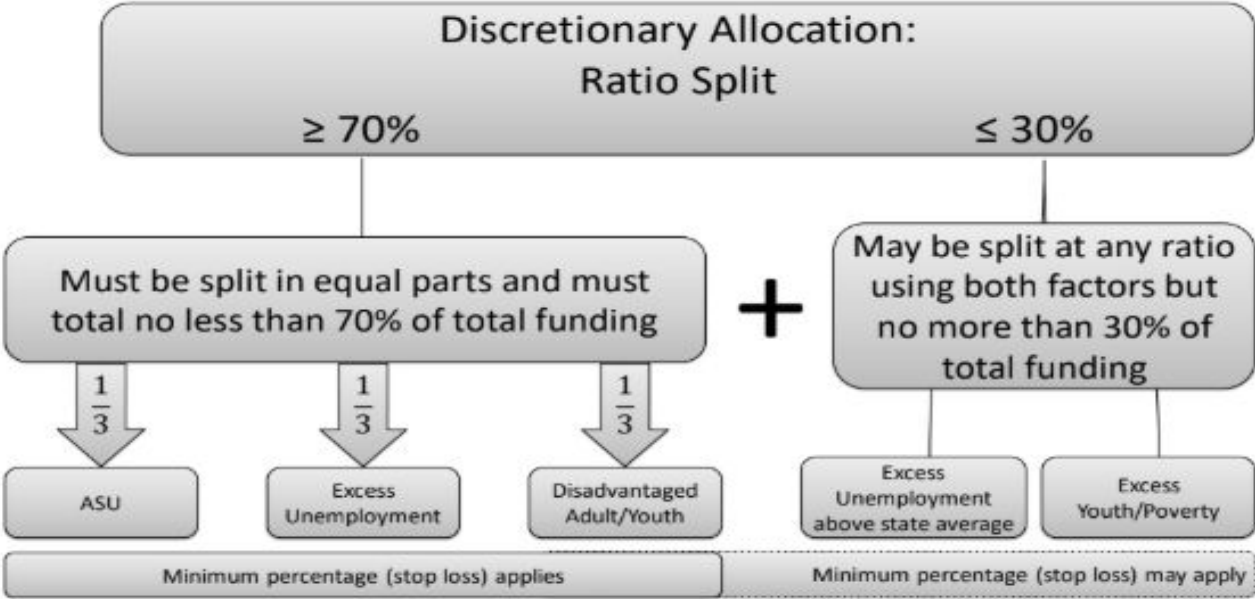 Discretionary Allocation:
Ratio Split
≥ 70%
≤ 30%
Must be split in equal parts and must
total no less than 70% of total funding
+
May be split at any ratio
using both factors but
no more than 30% of
total funding
1/3
1/3
1/3
ASU
Excess
Unemployment
Disadvantaged
Adult/Youth
Excess
Unemployment
above state average
Excess
Youth/Poverty
Minimum percentage (stop loss) applies
Minimum percentage (stop loss) may apply